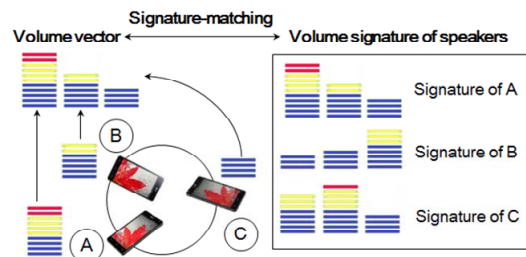 Signature-matching
Volume vector
Volume signature of speakers
Signature of A
B
Signature of B
A
C
Signature of C